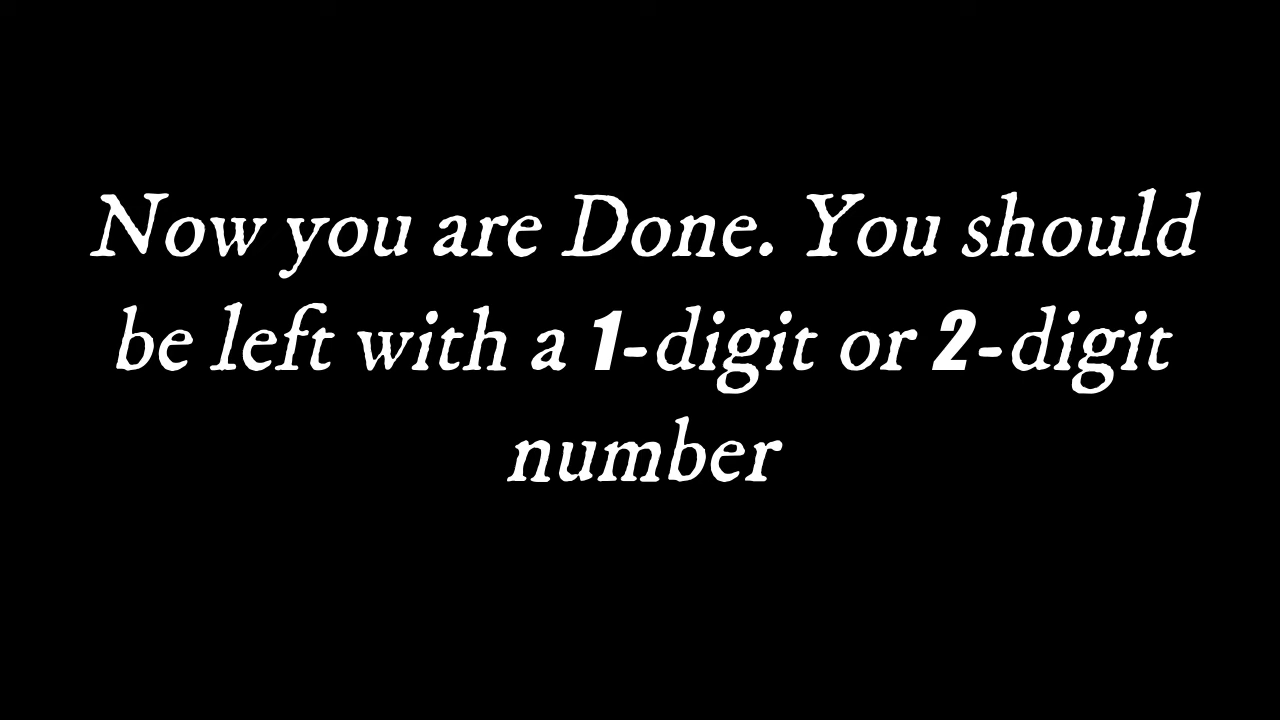 Now you are Done. You should
be left with a 1-digit or 2-digit
number